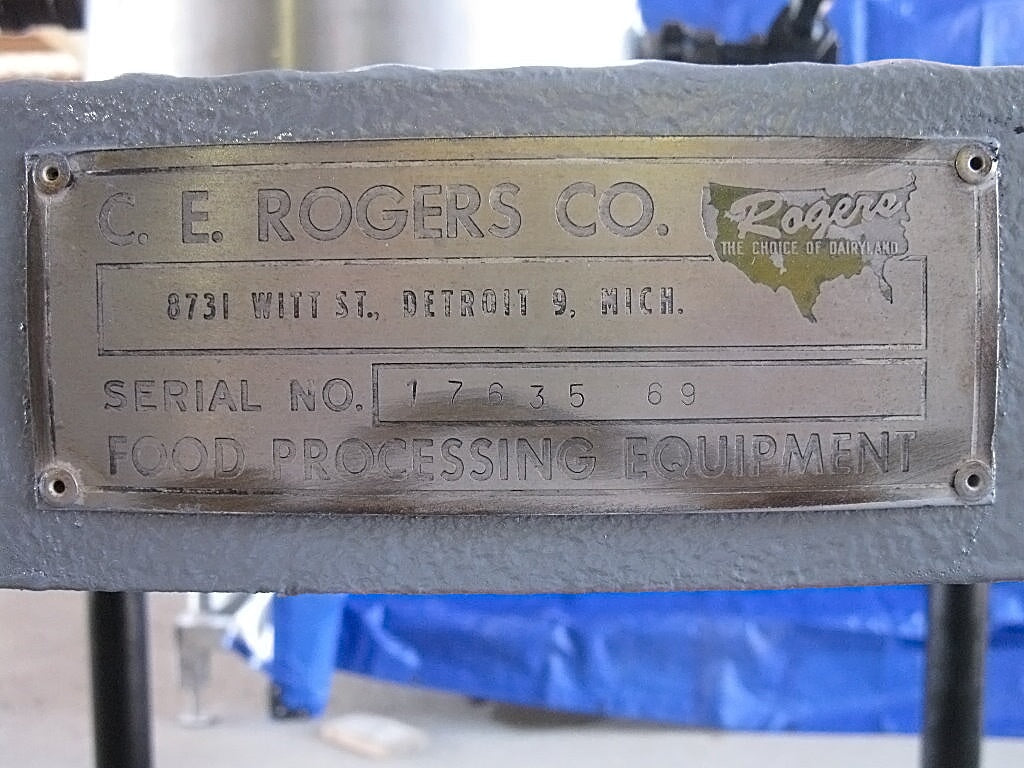 C. E. ROGERS CO.
Rogers
THE CHOICE OF DAIRYLAND
8731 WITT ST., DETROIT 9, MICH.
SERIAL NO. 17635 69
FOOD PROCESSING EQUIPMENT